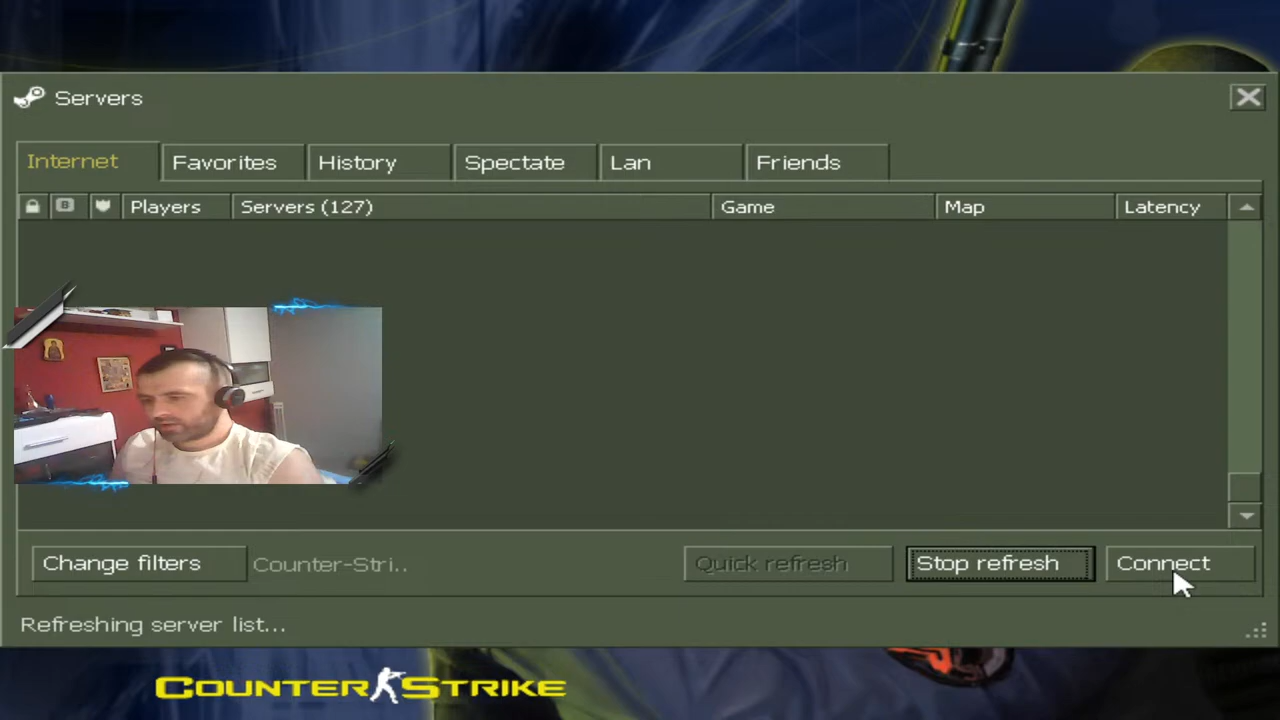 Servers
Internet Favorites History Spectate Lan Friends
Players Servers (127) Game Map Latency
Change filters Counter-Stri.. Quick refresh Stop refresh Connect
Refreshing server list...
COUNTER STRIKE